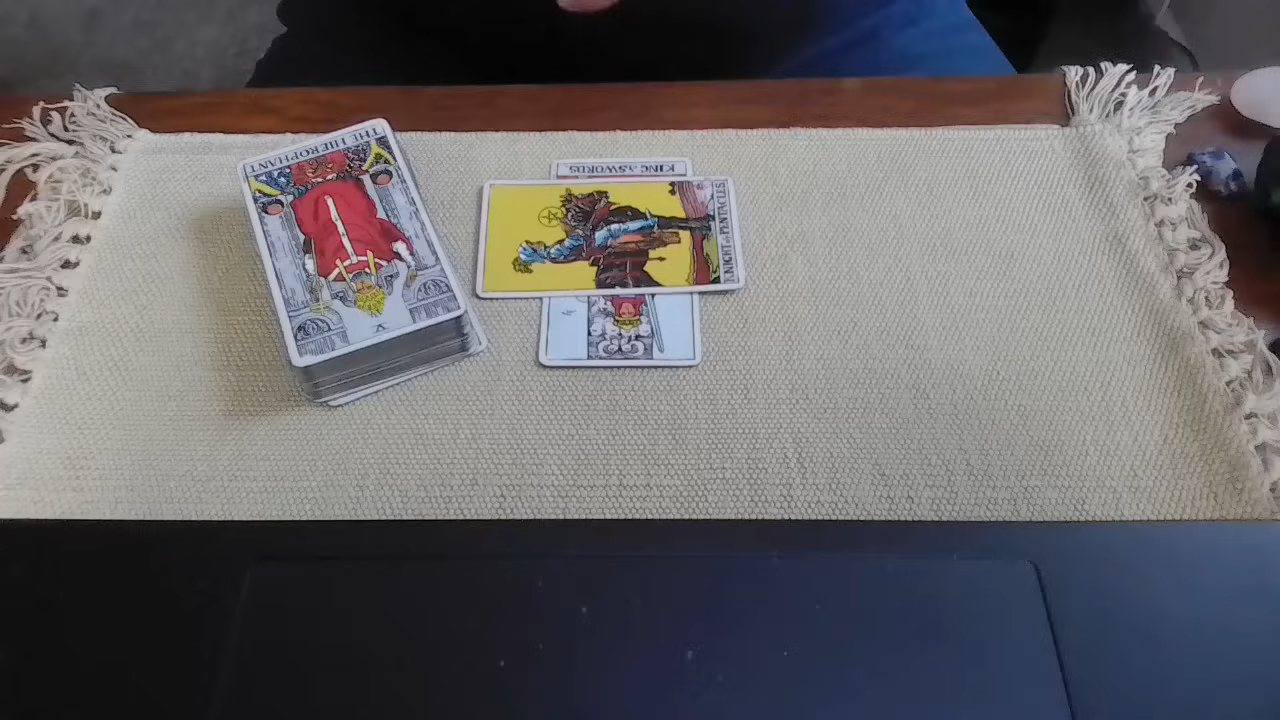 THE HIEROPHANT
V
KING of SWORDS
KNIGHT of PENTACLES